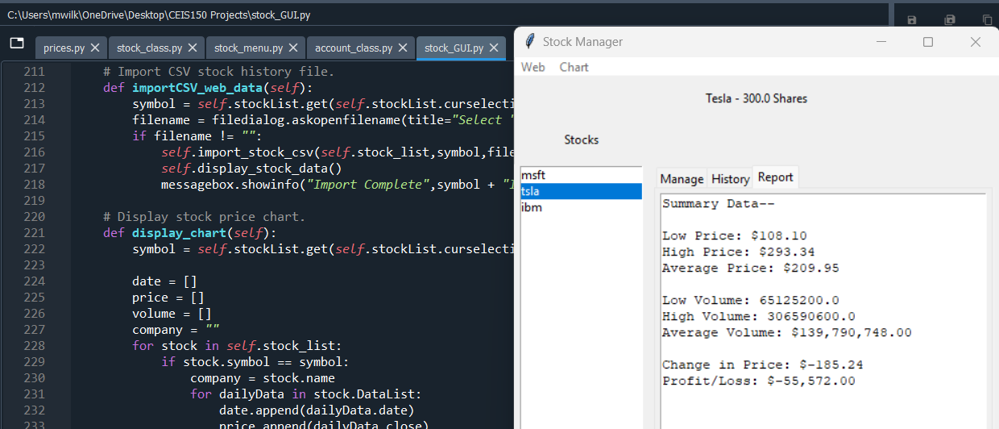 C:\Users\mwilk\OneDrive\Desktop\CEIS150 Projects\stock_GUI.py
prices.py
stock_class.py
stock_menu.py
account_class.py
stock_GUI.py
211 # Import CSV stock history file.
212 def importCSV_web_data(self):
213 symbol = self.stockList.get(self.stockList.curselecti
214 filename = filedialog.askopenfilename(title="Select "
215 if filename != "":
216 self.import_stock_csv(self.stock_list,symbol,file
217 self.display_stock_data()
218 messagebox.showinfo("Import Complete",symbol + "I
219
220 # Display stock price chart.
221 def display_chart(self):
222 symbol = self.stockList.get(self.stockList.curselecti
223
224 date = []
225 price = []
226 volume = []
227 company = ""
228 for stock in self.stock_list:
229 if stock.symbol == symbol:
230 company = stock.name
231 for dailyData in stock.DataList:
232 date.append(dailyData.date)
233 price.append(dailyData.close)
Stock Manager
Web Chart
Tesla - 300.0 Shares
Stocks
msft
tsla
ibm
Manage History Report
Summary Data--
Low Price: $108.10
High Price: $293.34
Average Price: $209.95
Low Volume: 65125200.0
High Volume: 306590600.0
Average Volume: $139,790,748.00
Change in Price: $-185.24
Profit/Loss: $-55,572.00